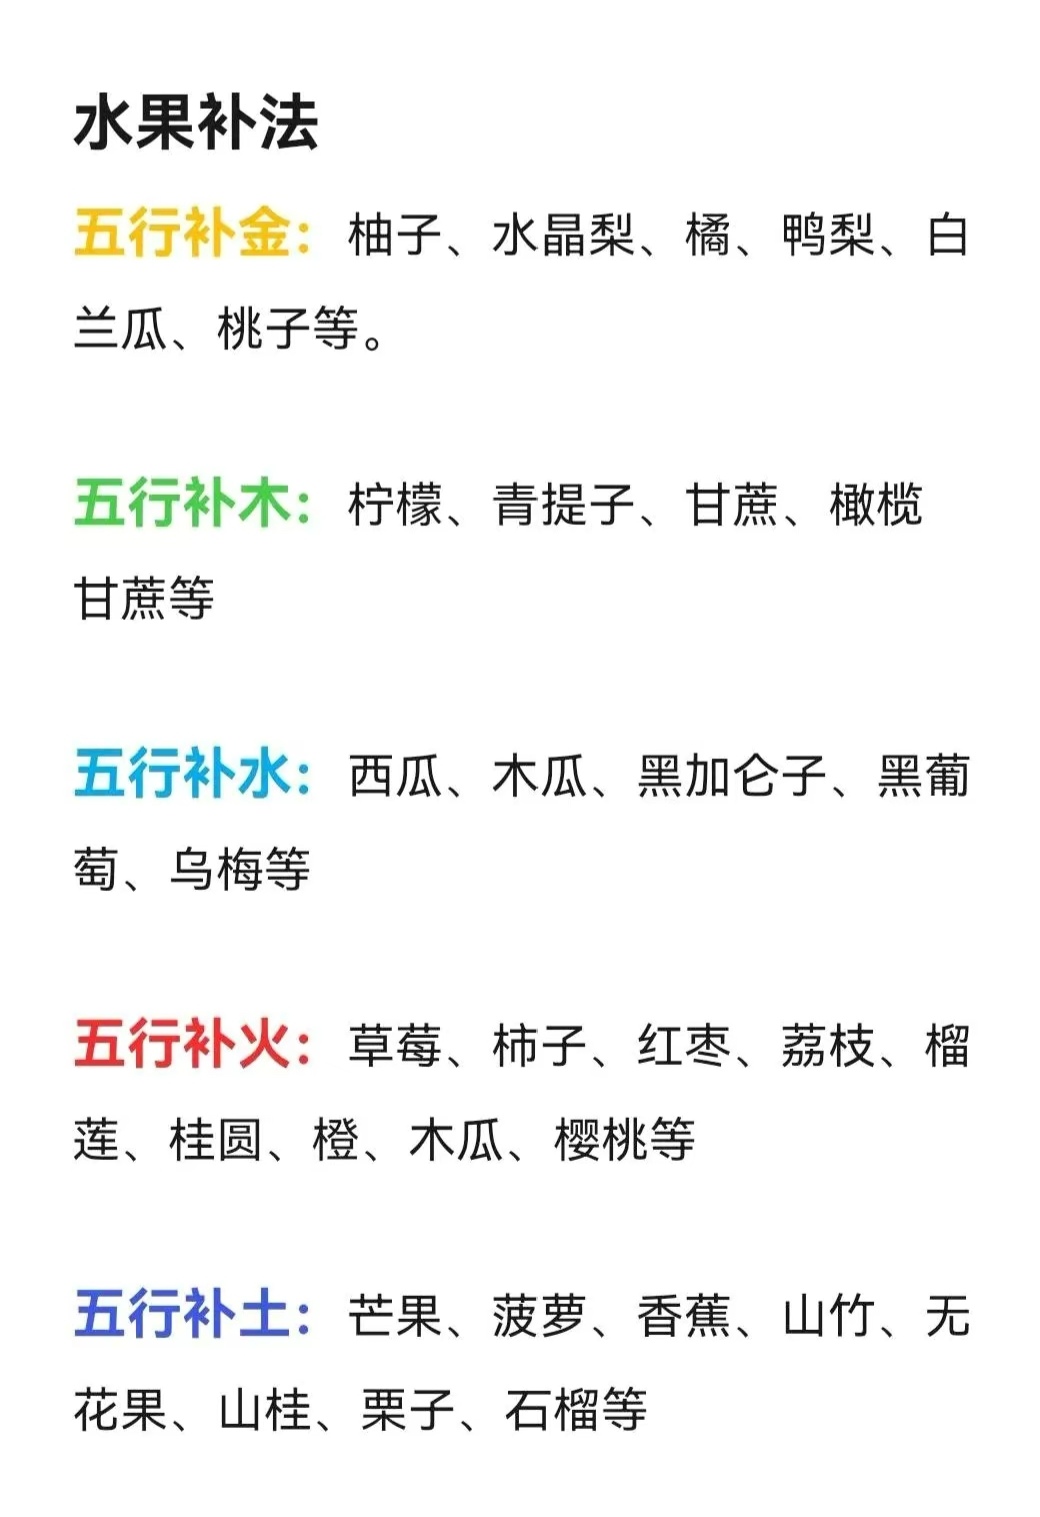 水果补法
五行补金：柚子、水晶梨、橘、鸭梨、白
兰瓜、桃子等。
五行补木：柠檬、青提子、甘蔗、橄榄
甘蔗等
五行补水：西瓜、木瓜、黑加仑子、黑葡
萄、乌梅等
五行补火：草莓、柿子、红枣、荔枝、榴
莲、桂圆、橙、木瓜、樱桃等
五行补土：芒果、菠萝、香蕉、山竹、无
花果、山桂、栗子、石榴等